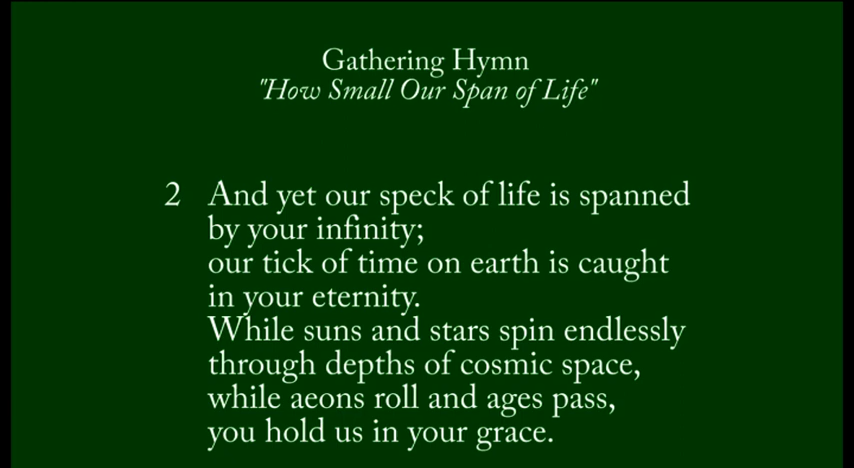 Gathering Hymn
"How Small Our Span of Life"
2 And yet our speck of life is spanned
by your infinity;
our tick of time on earth is caught
in your eternity.
While suns and stars spin endlessly
through depths of cosmic space,
while aeons roll and ages pass,
you hold us in your grace.